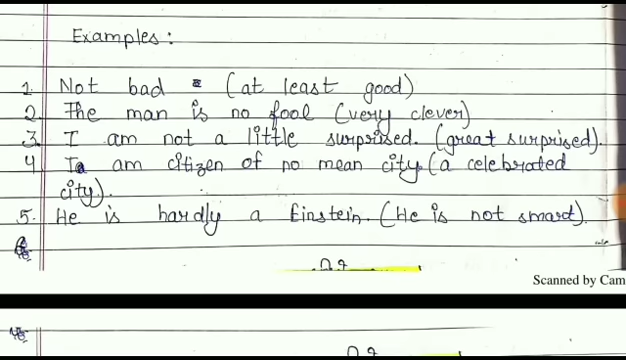 Examples :
1. Not bad = (at least good)
2. The man is no fool (very clever)
3. I am not a little surprised. (great surprised).
4. I am citizen of no mean city. (a celebrated
city).
5. He is hardly a Einstein. (He is not smart).
Scanned by Cam